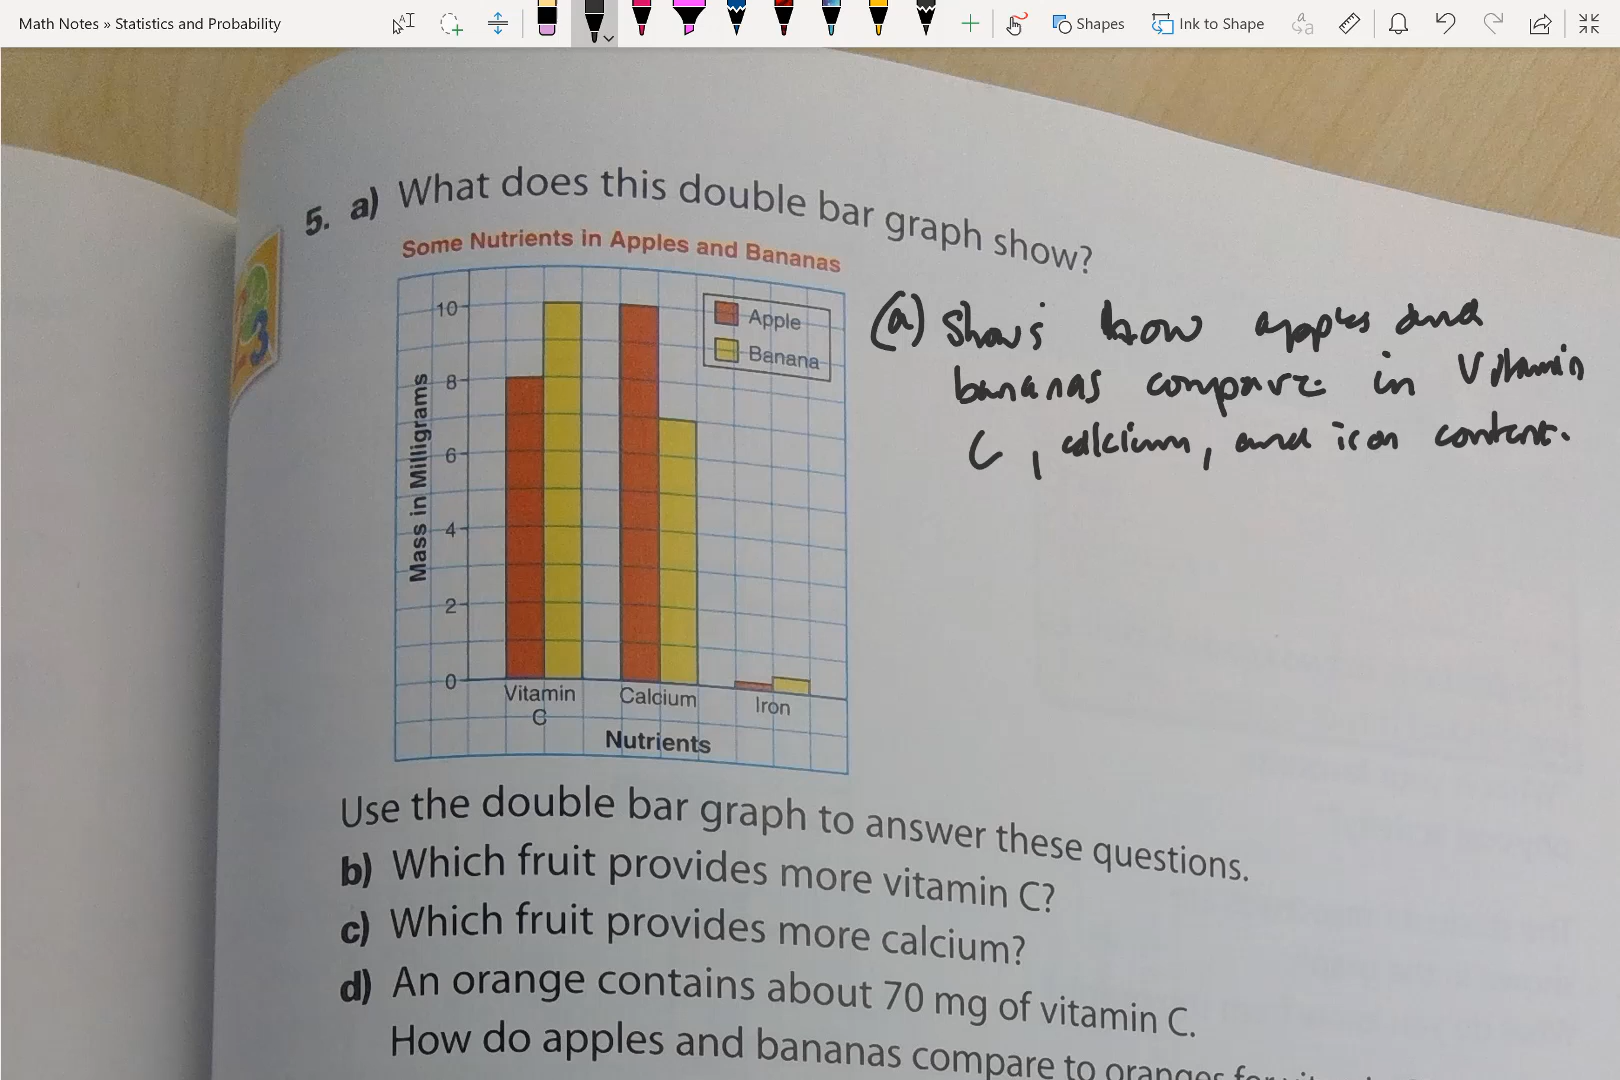 Math Notes » Statistics and Probability
Shapes
Ink to Shape
5. a) What does this double bar graph show?
Some Nutrients in Apples and Bananas
Apple
Banana
10
8
6
4
2
0
Mass in Milligrams
Vitamin C
Calcium
Iron
Nutrients
(a) Shows how apples and
bananas compare in Vitamin
C, calcium, and iron content.
3
Use the double bar graph to answer these questions.
b) Which fruit provides more vitamin C?
c) Which fruit provides more calcium?
d) An orange contains about 70 mg of vitamin C.
How do apples and bananas compare to oranges for